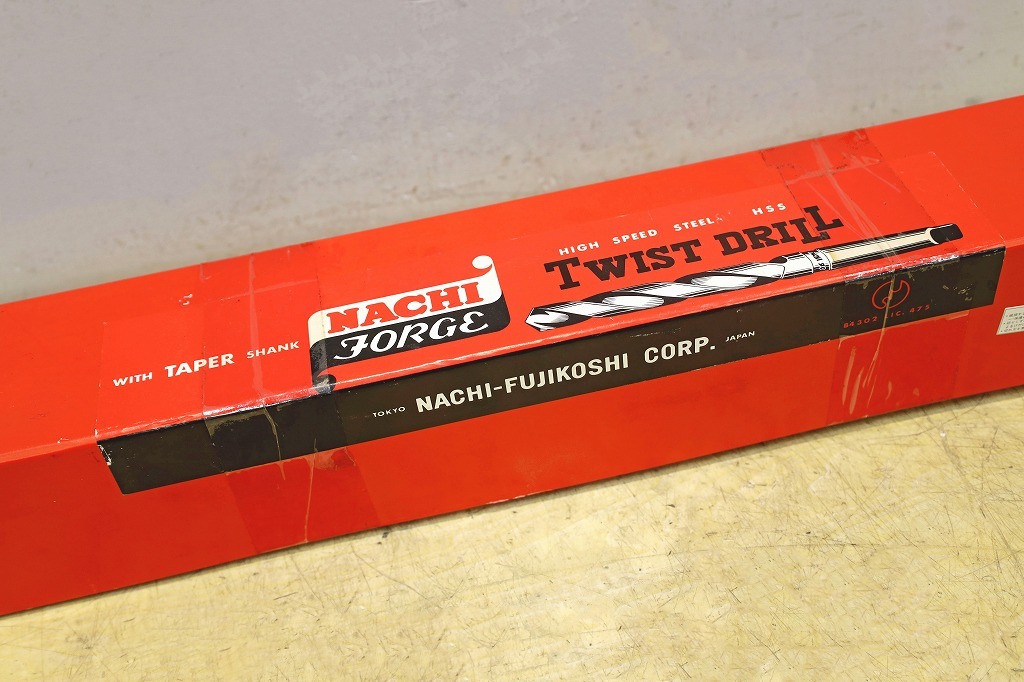 HIGH SPEED STEEL HSS
TWIST DRILL
NACHI
FORGE
WITH TAPER SHANK
TOKYO NACHI-FUJIKOSHI CORP. JAPAN